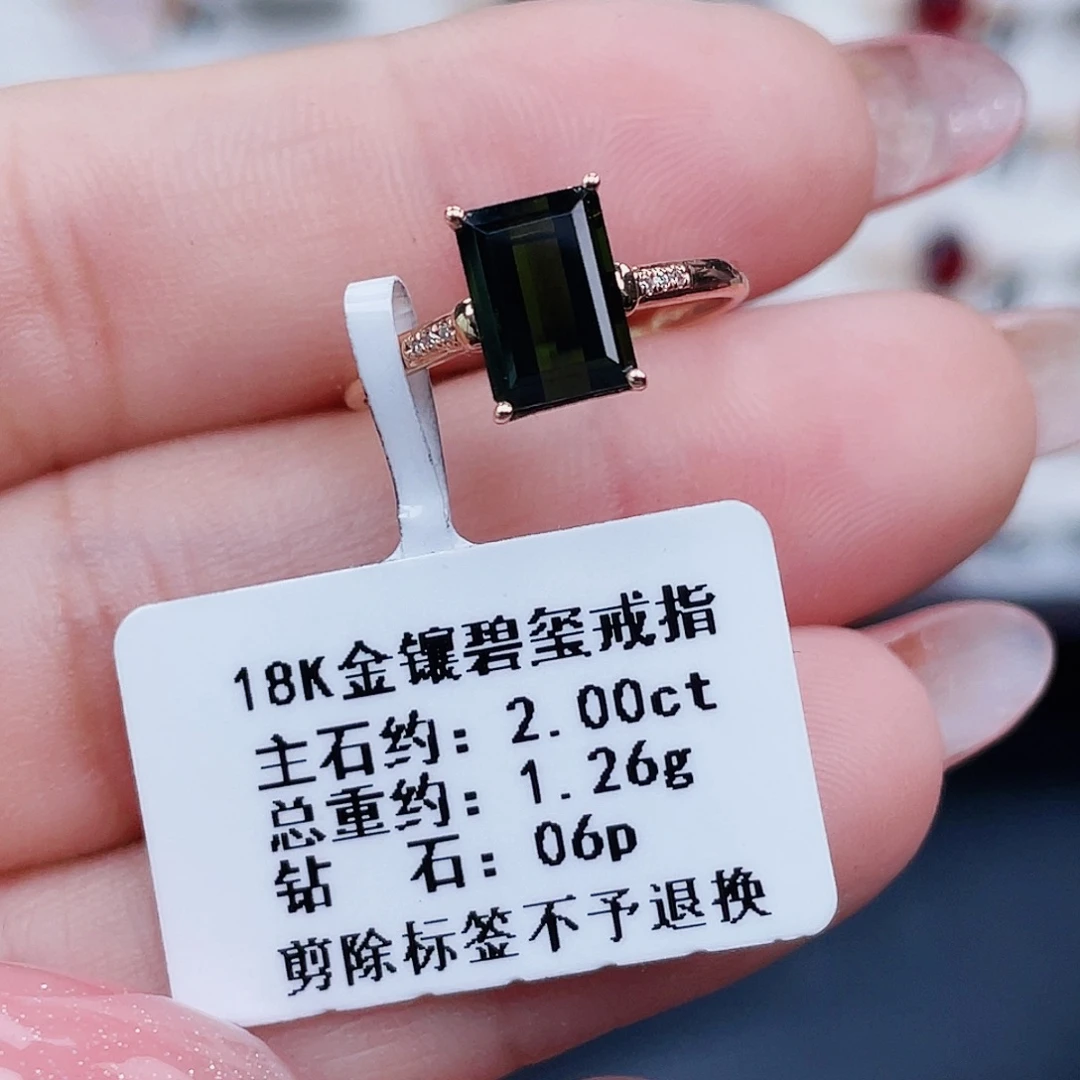 18K金镶碧玺戒指
主石约：2.00ct
总重约：1.26g
钻 石：06p
剪除标签不予退换